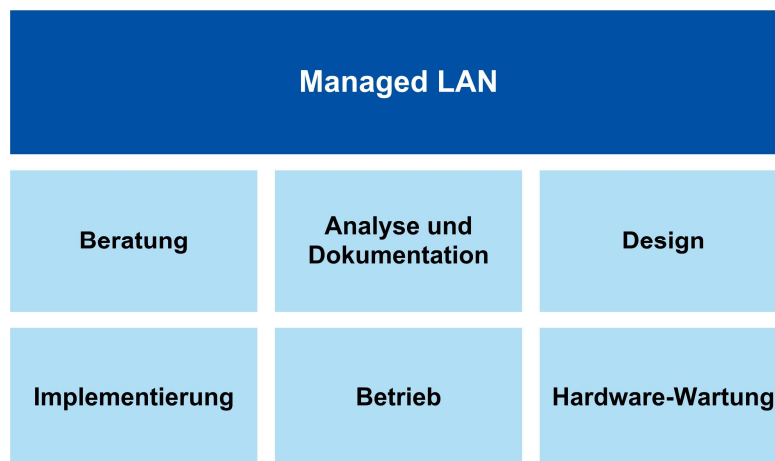 Managed LAN
Beratung
Analyse und
Dokumentation
Design
Implementierung
Betrieb
Hardware-Wartung